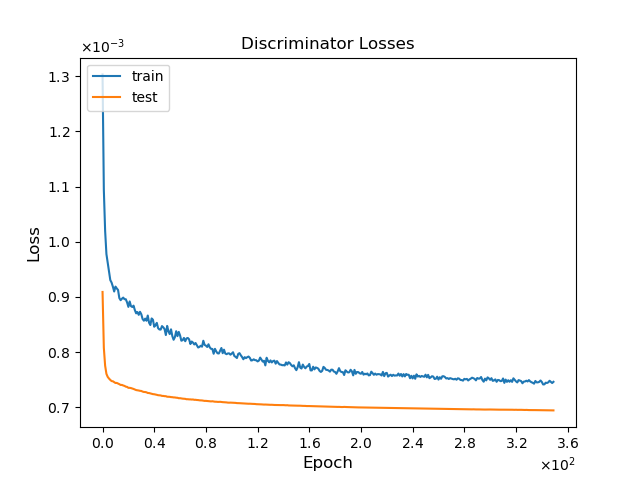 Discriminator Losses
×10⁻³
train
test
1.3
1.2
1.1
1.0
0.9
0.8
0.7
Loss
0.0 0.4 0.8 1.2 1.6 2.0 2.4 2.8 3.2 3.6
Epoch
×10²